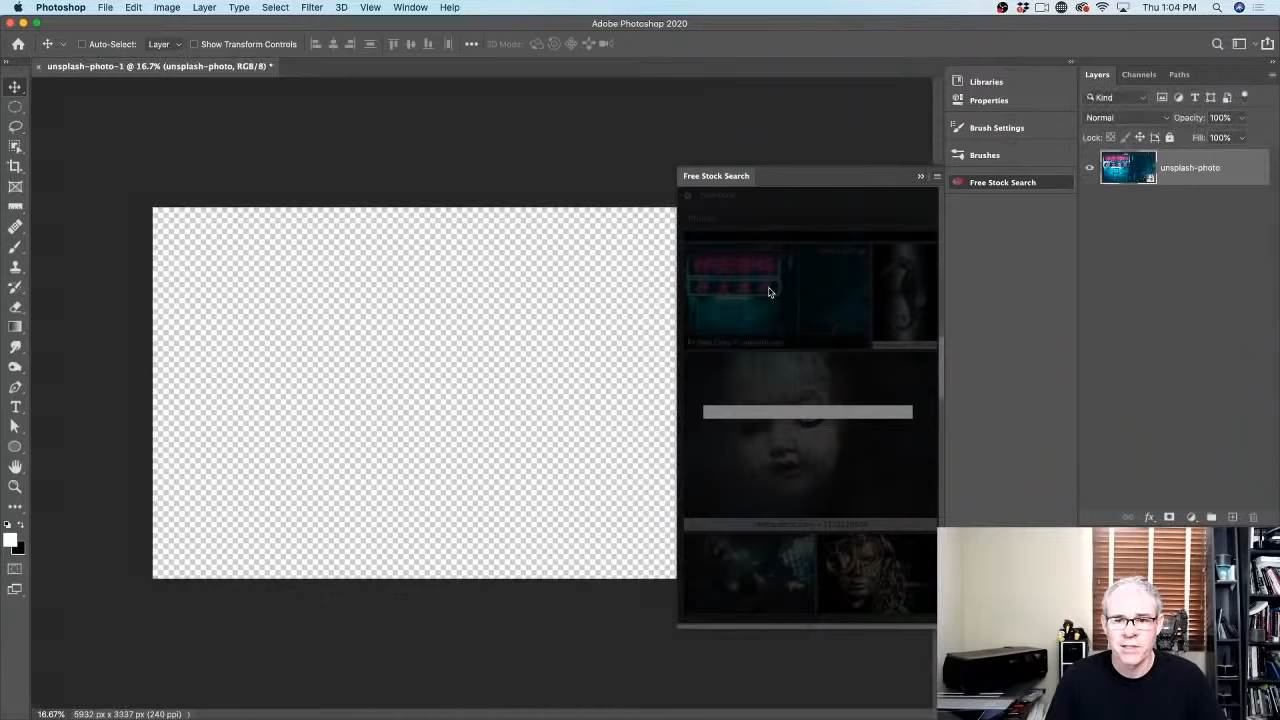 Photoshop File Edit Image Layer Type Select Filter 3D View Window Help
Thu 1:04 PM
Adobe Photoshop 2020
Auto-Select: Layer Show Transform Controls 3D Mode:
unsplash-photo-1 @ 16.7% (unsplash-photo, RGB/8) *
Libraries
Properties
Brush Settings
Brushes
Free Stock Search
Free Stock Search
Photos
Layers Channels Paths
Kind
Normal Opacity: 100%
Lock: Fill: 100%
unsplash-photo
16.67% 5932 px x 3337 px (240 ppi)